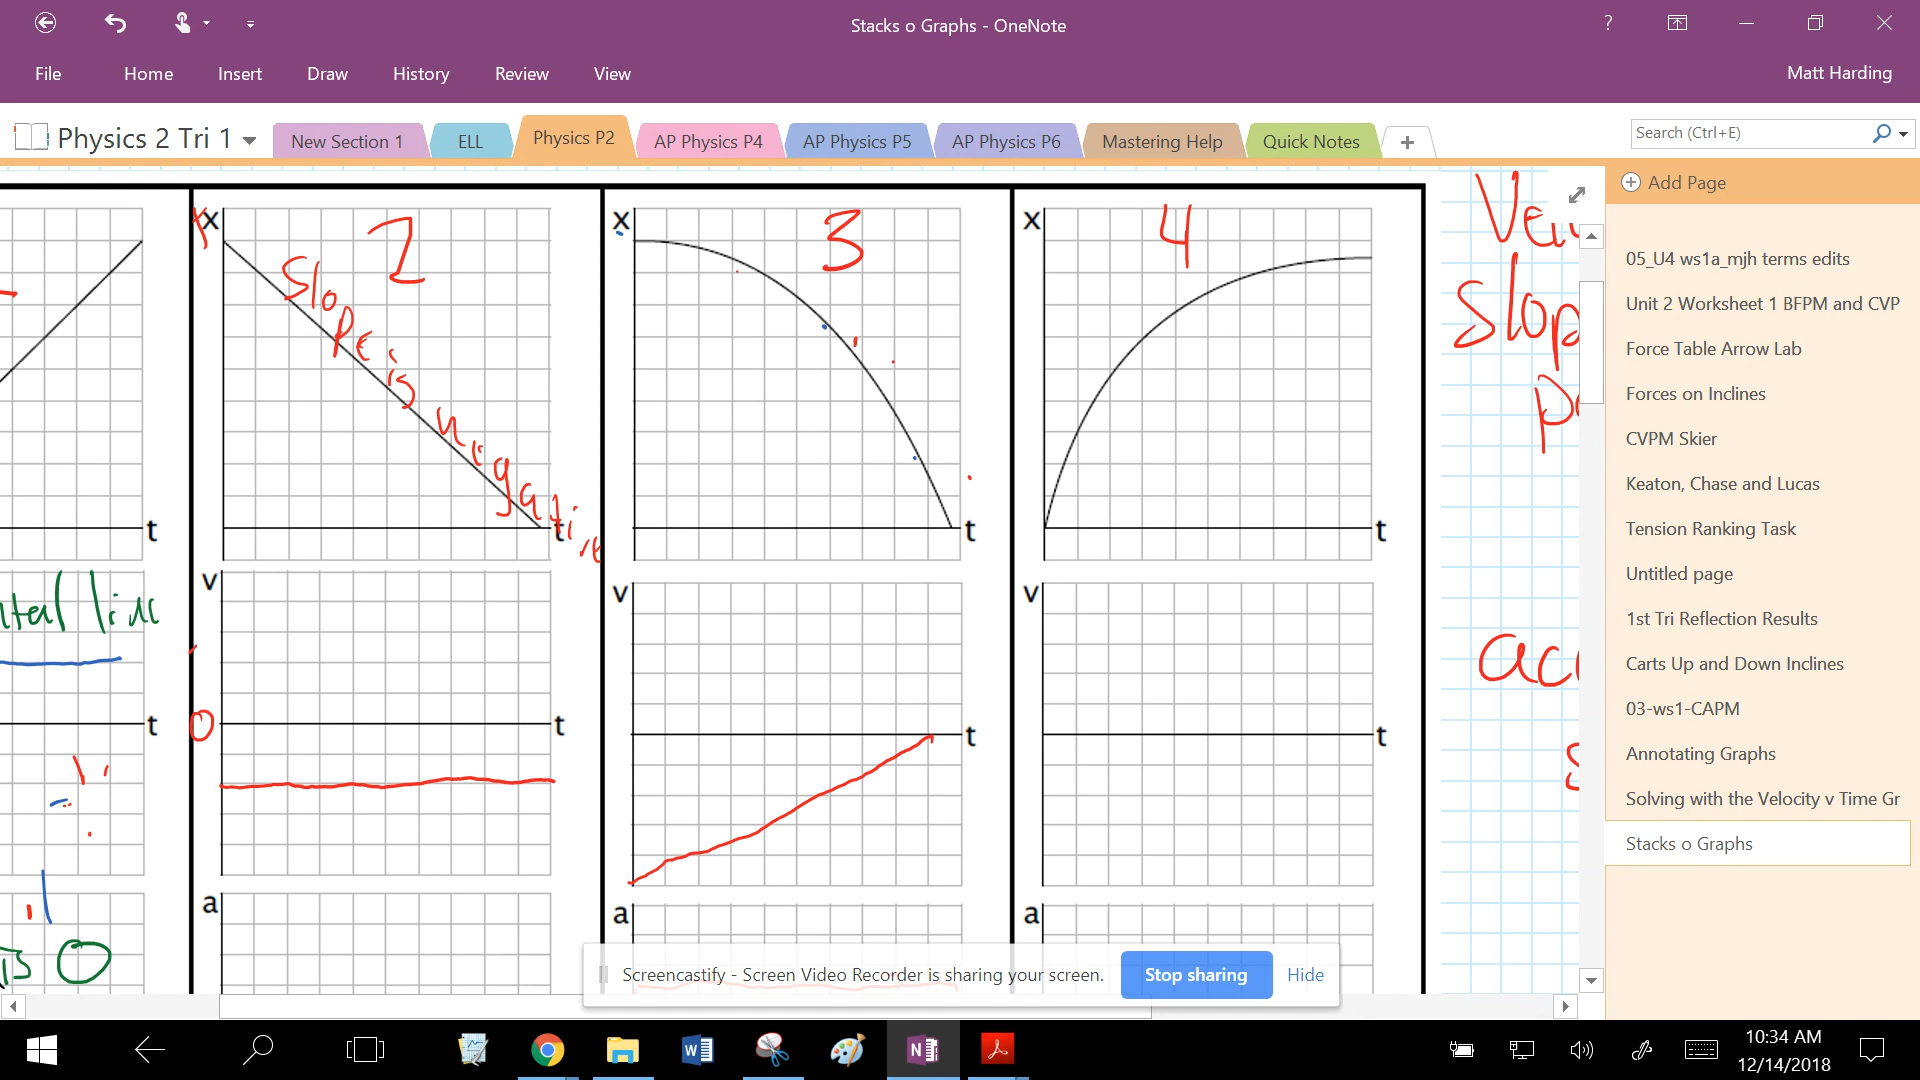 Stacks o Graphs - OneNote
?
File Home Insert Draw History Review View
Matt Harding
Physics 2 Tri 1
New Section 1 ELL Physics P2 AP Physics P4 AP Physics P5 AP Physics P6 Mastering Help Quick Notes +
Search (Ctrl+E)
Add Page
05_U4 ws1a_mjh terms edits
Unit 2 Worksheet 1 BFPM and CVP
Force Table Arrow Lab
Forces on Inclines
CVPM Skier
Keaton, Chase and Lucas
Tension Ranking Task
Untitled page
1st Tri Reflection Results
Carts Up and Down Inclines
03-ws1-CAPM
Annotating Graphs
Solving with the Velocity v Time Gr
Stacks o Graphs
t
x 2
Slope is negative
t
x 3
t
x 4
t
line
t
v
0
t
v
t
v
t
is 0
a
a
a
Slop
Screencastify - Screen Video Recorder is sharing your screen. Stop sharing Hide
10:34 AM
12/14/2018